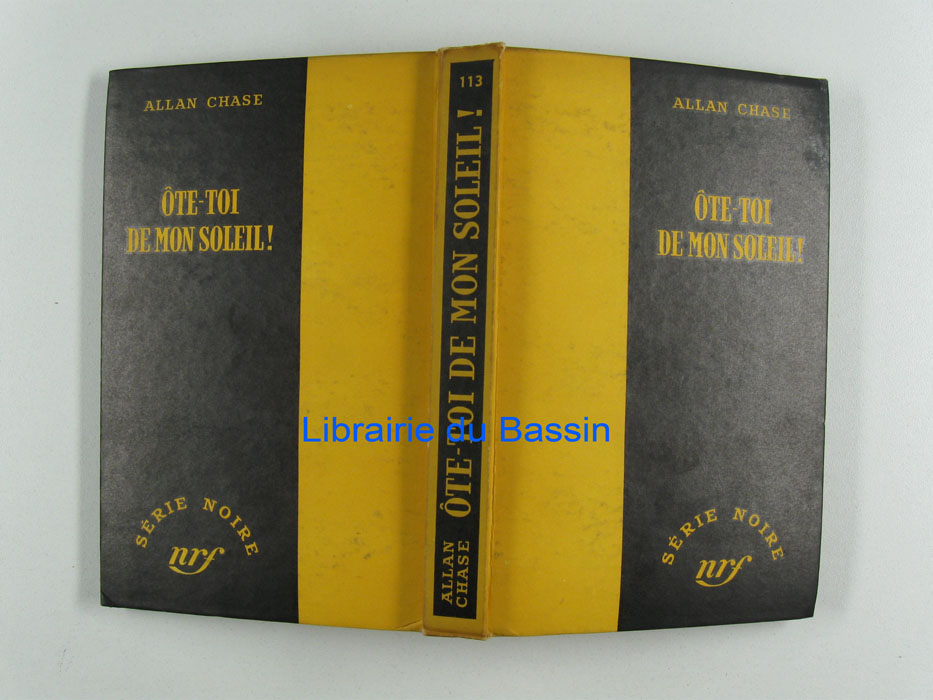 ALLAN CHASE
ÔTE-TOI
DE MON SOLEIL!
SÉRIE NOIRE
nrf
113
ÔTE-TOI DE MON SOLEIL!
ALLAN
CHASE
ALLAN CHASE
ÔTE-TOI
DE MON SOLEIL!
SÉRIE NOIRE
nrf
Librairie du Bassin